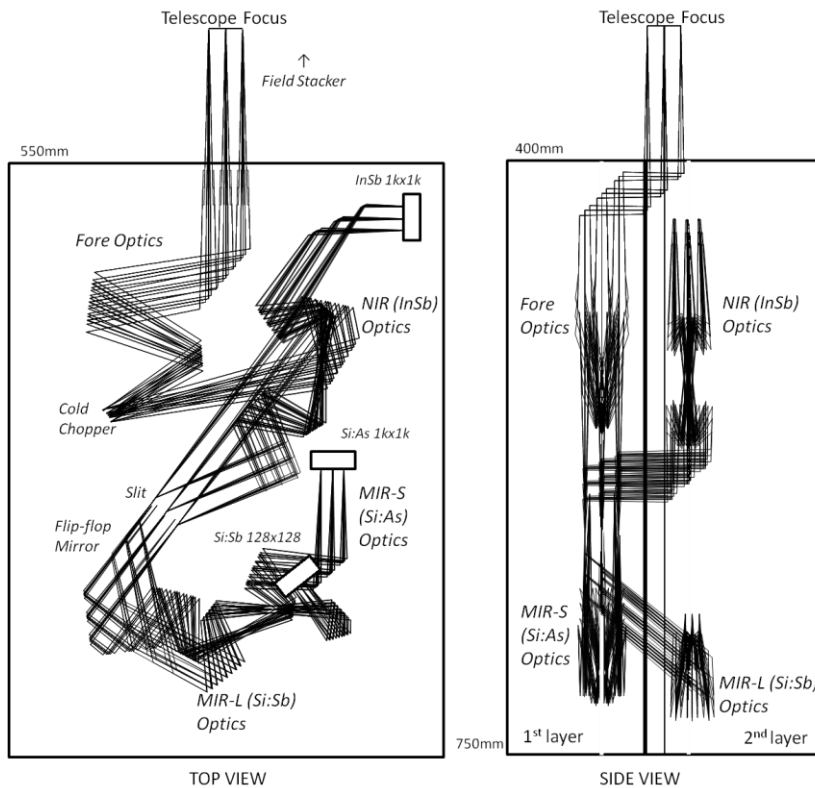 Telescope Focus
↑
Field Stacker
550mm
InSb 1kx1k
Fore Optics
NIR (InSb)
Optics
Cold
Chopper
Si:As 1kx1k
Slit
MIR-S
(Si:As)
Optics
Flip-flop
Mirror
Si:Sb 128x128
MIR-L (Si:Sb)
Optics
750mm
TOP VIEW
Telescope Focus
400mm
Fore
Optics
NIR (InSb)
Optics
MIR-S
(Si:As)
Optics
MIR-L (Si:Sb)
Optics
1st layer
2nd layer
SIDE VIEW